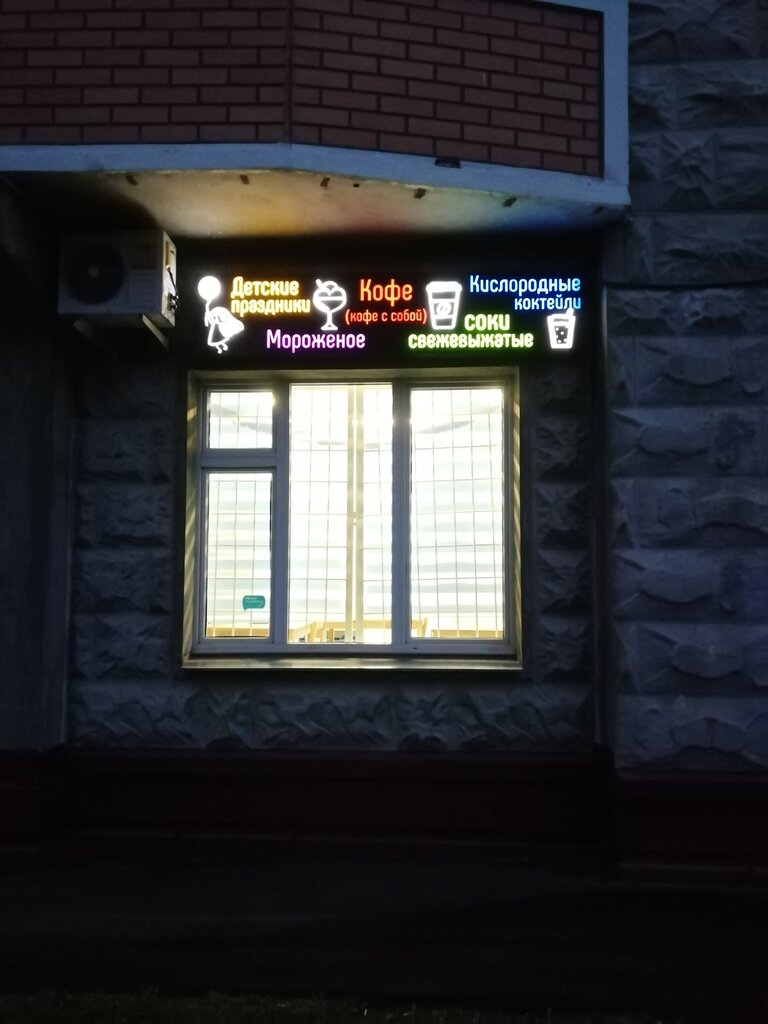 Детские
праздники
Мороженое
Кофе
(кофе с собой)
Кислородные
коктейли
соки
свежевыжатые